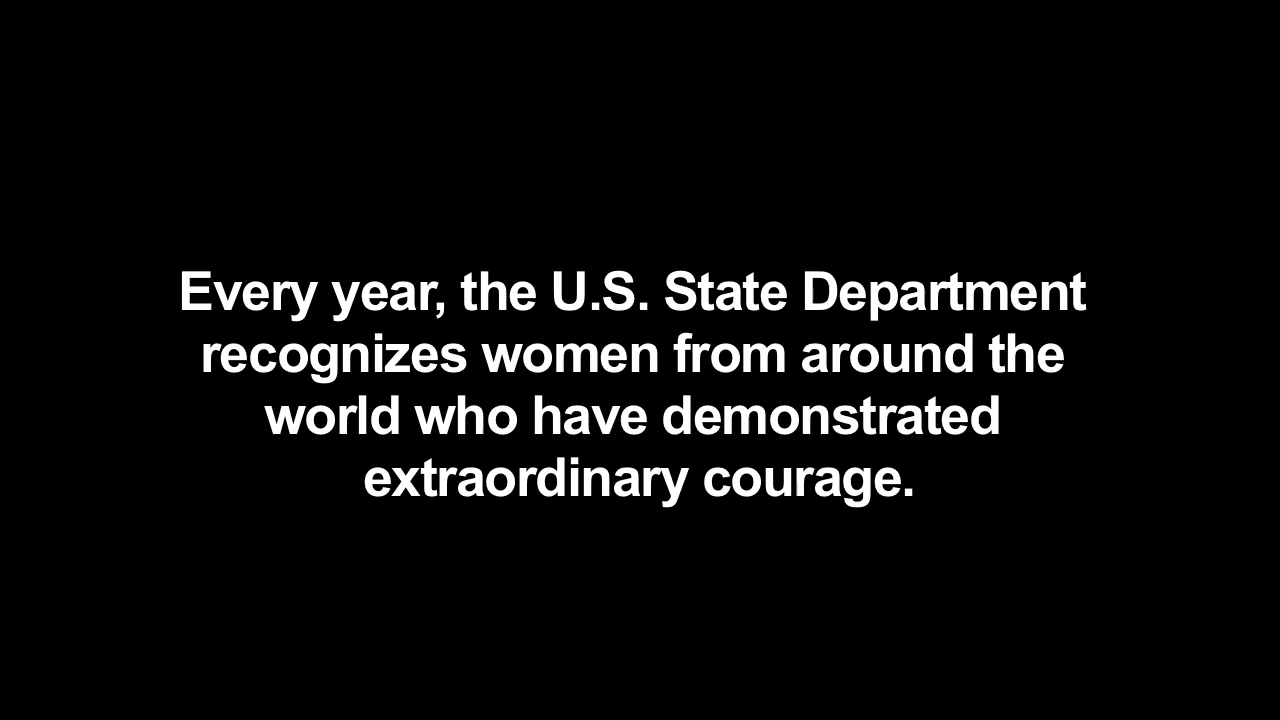 Every year, the U.S. State Department
recognizes women from around the
world who have demonstrated
extraordinary courage.